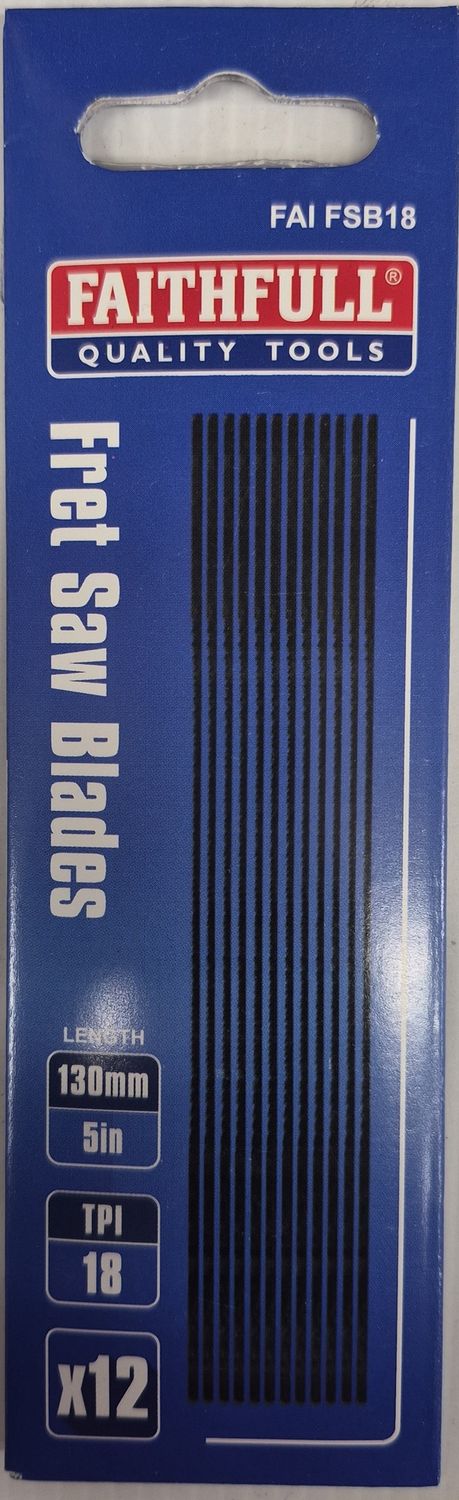 FAI FSB18
FAITHFULL®
QUALITY TOOLS
Fret Saw Blades
LENGTH
130mm
5in
TPI
18
x12